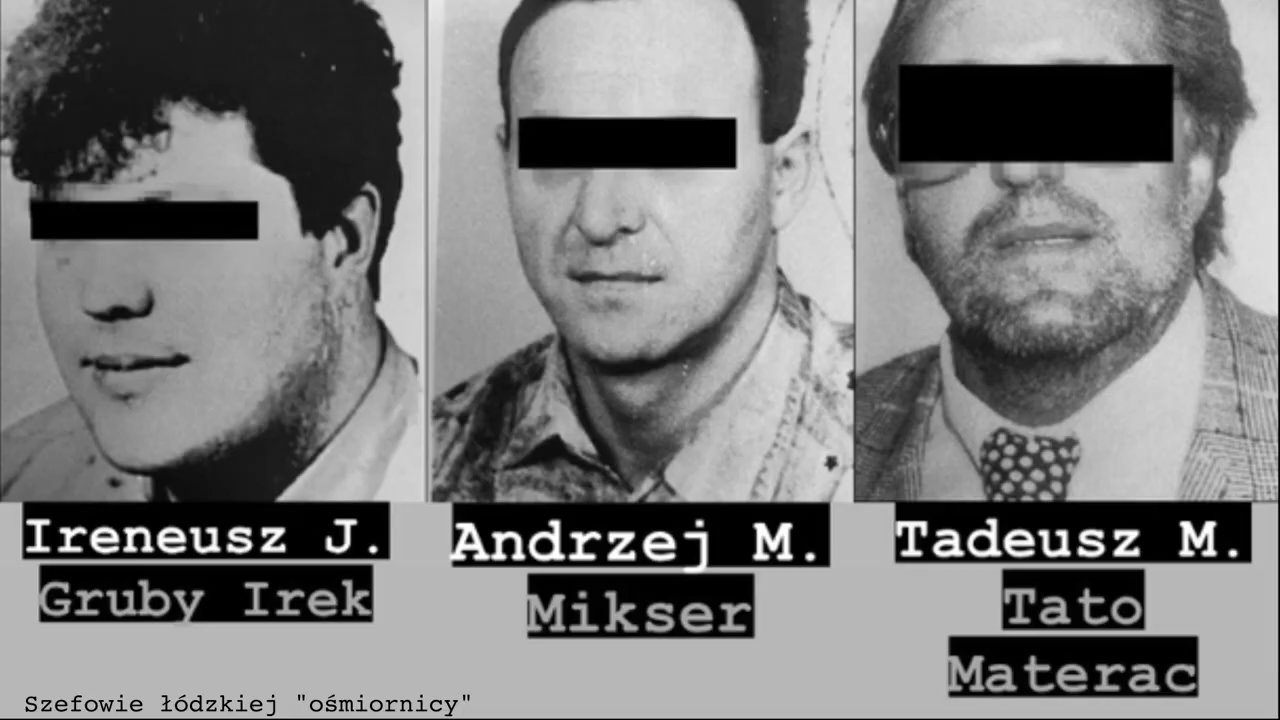 Ireneusz J.
Gruby Irek
Andrzej M.
Mikser
Tadeusz M.
Tato
Materac
Szefowie łódzkiej "ośmiornicy"